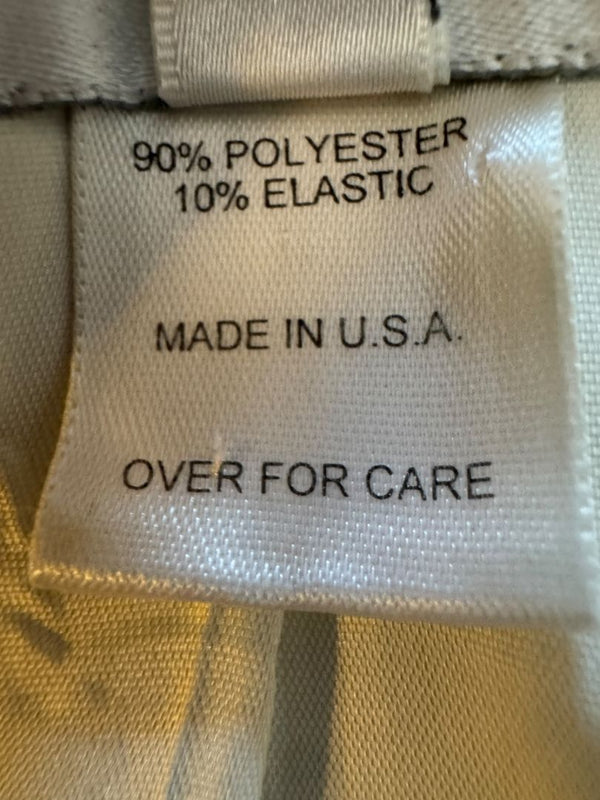 90% POLYESTER
10% ELASTIC
MADE IN U.S.A.
OVER FOR CARE